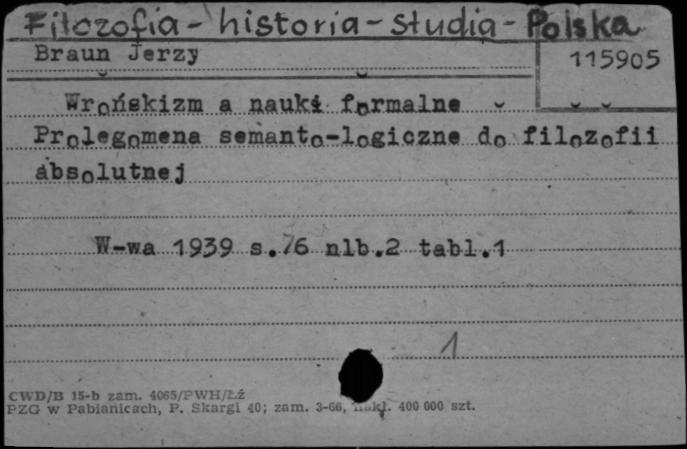 Filozofia - historia - studia - Polska
Braun Jerzy
115905
Wrońskizm a nauki formalne
Prolegomena semanto-logiczne do filozofii
absolutnej
W-wa 1939 s.76 nlb.2 tabl.1
1
CWD/B 15-b zam. 4065/PWH/Łź
PZG w Pabianicach, P. Skargi 40; zam. 3-66, nakł. 400 000 szt.